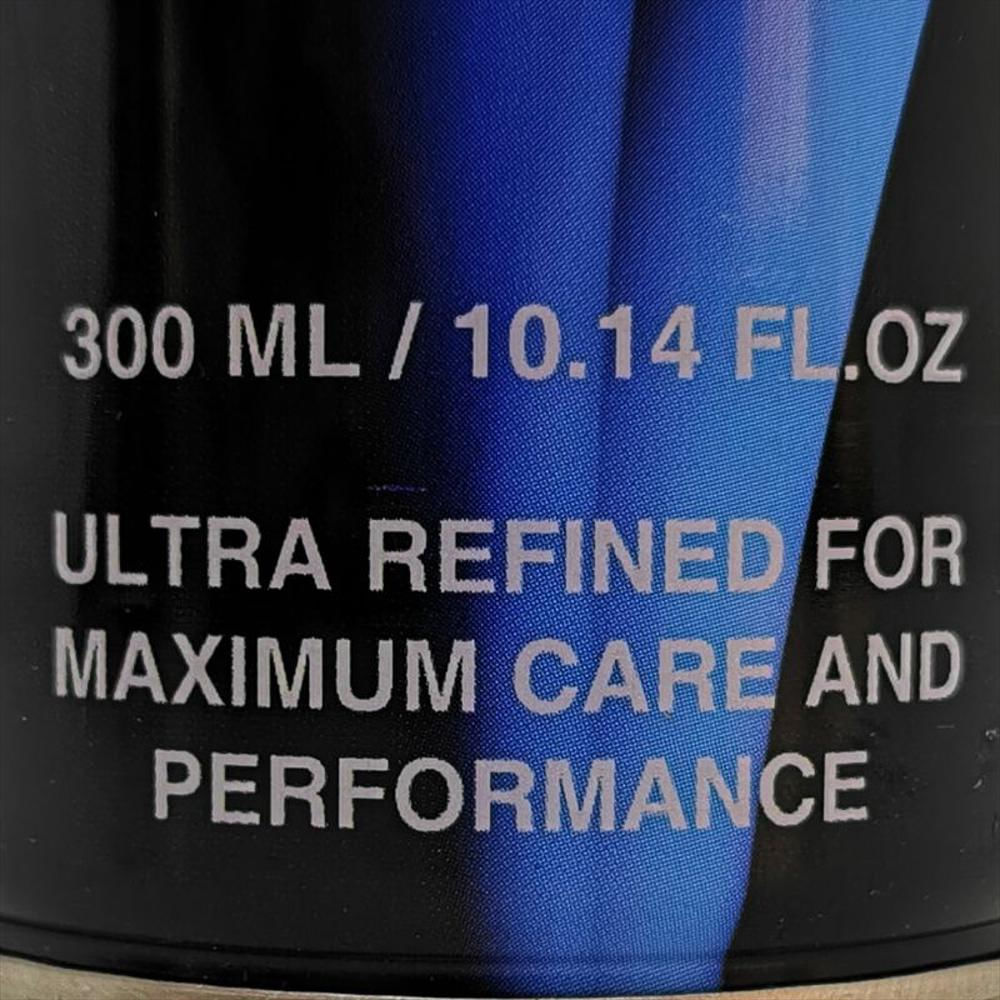 300 ML / 10.14 FL.OZ
ULTRA REFINED FOR
MAXIMUM CARE AND
PERFORMANCE